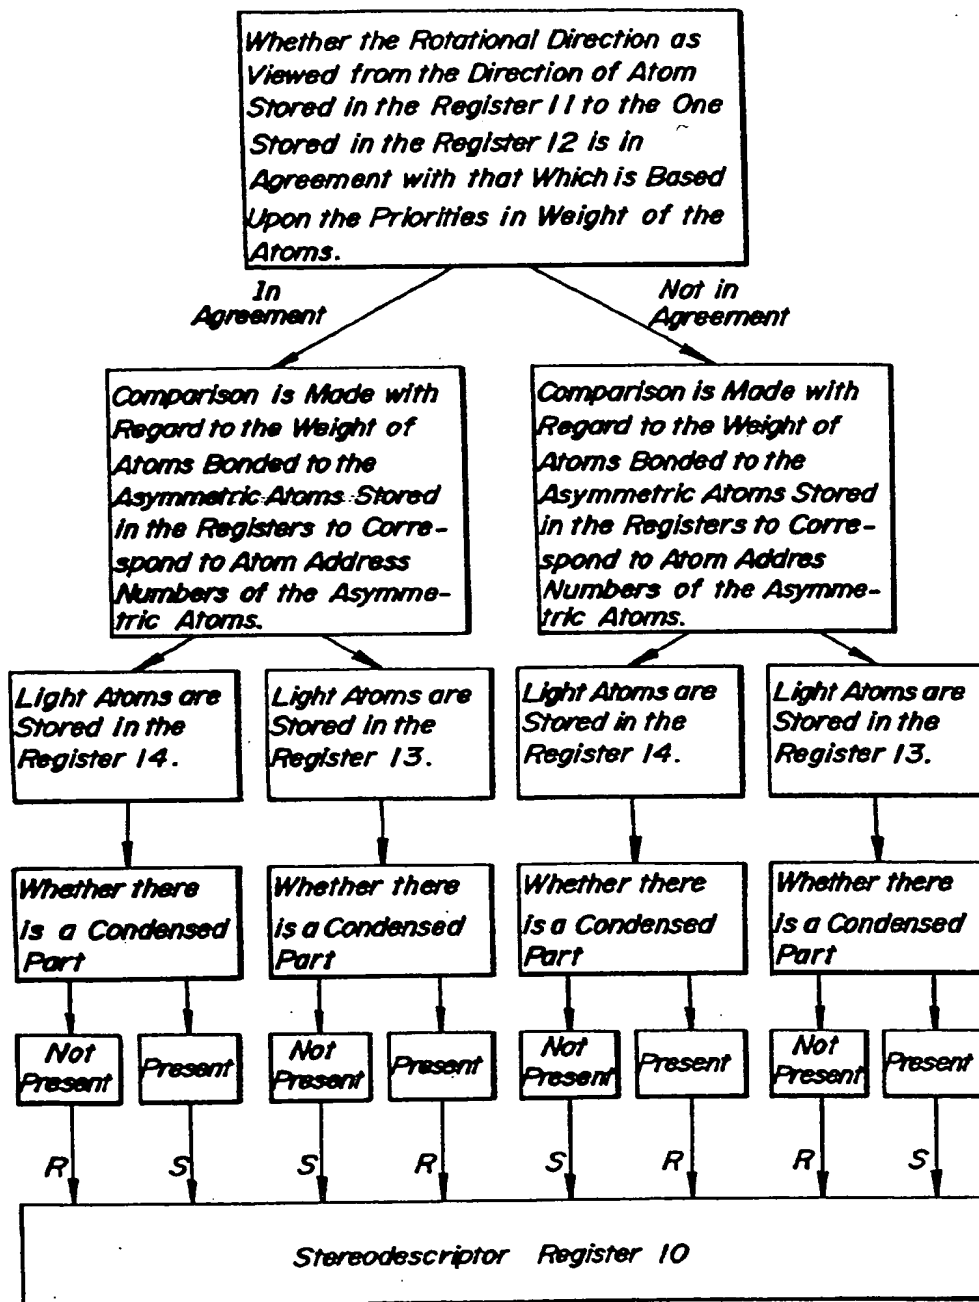 Whether the Rotational Direction as
Viewed from the Direction of Atom
Stored in the Register 11 to the One
Stored in the Register 12 is in
Agreement with that Which is Based
Upon the Priorities in Weight of the
Atoms.
In
Agreement
Not in
Agreement
Comparison is Made with
Regard to the Weight of
Atoms Bonded to the
Asymmetric Atoms Stored
in the Registers to Corre-
spond to Atom Address
Numbers of the Asymme-
tric Atoms.
Comparison is Made with
Regard to the Weight of
Atoms Bonded to the
Asymmetric Atoms Stored
in the Registers to Corre-
spond to Atom Addres
Numbers of the Asymme-
tric Atoms.
Light Atoms are
Stored in the
Register 14.
Light Atoms are
Stored in the
Register 13.
Light Atoms are
Stored in the
Register 14.
Light Atoms are
Stored in the
Register 13.
Whether there
is a Condensed
Part
Whether there
is a Condensed
Part
Whether there
is a Condensed
Part
Whether there
is a Condensed
Part
Not
Present
Present
Not
Present
Present
Not
Present
Present
Not
Present
Present
R
S
S
R
S
R
R
S
Stereodescriptor Register 10